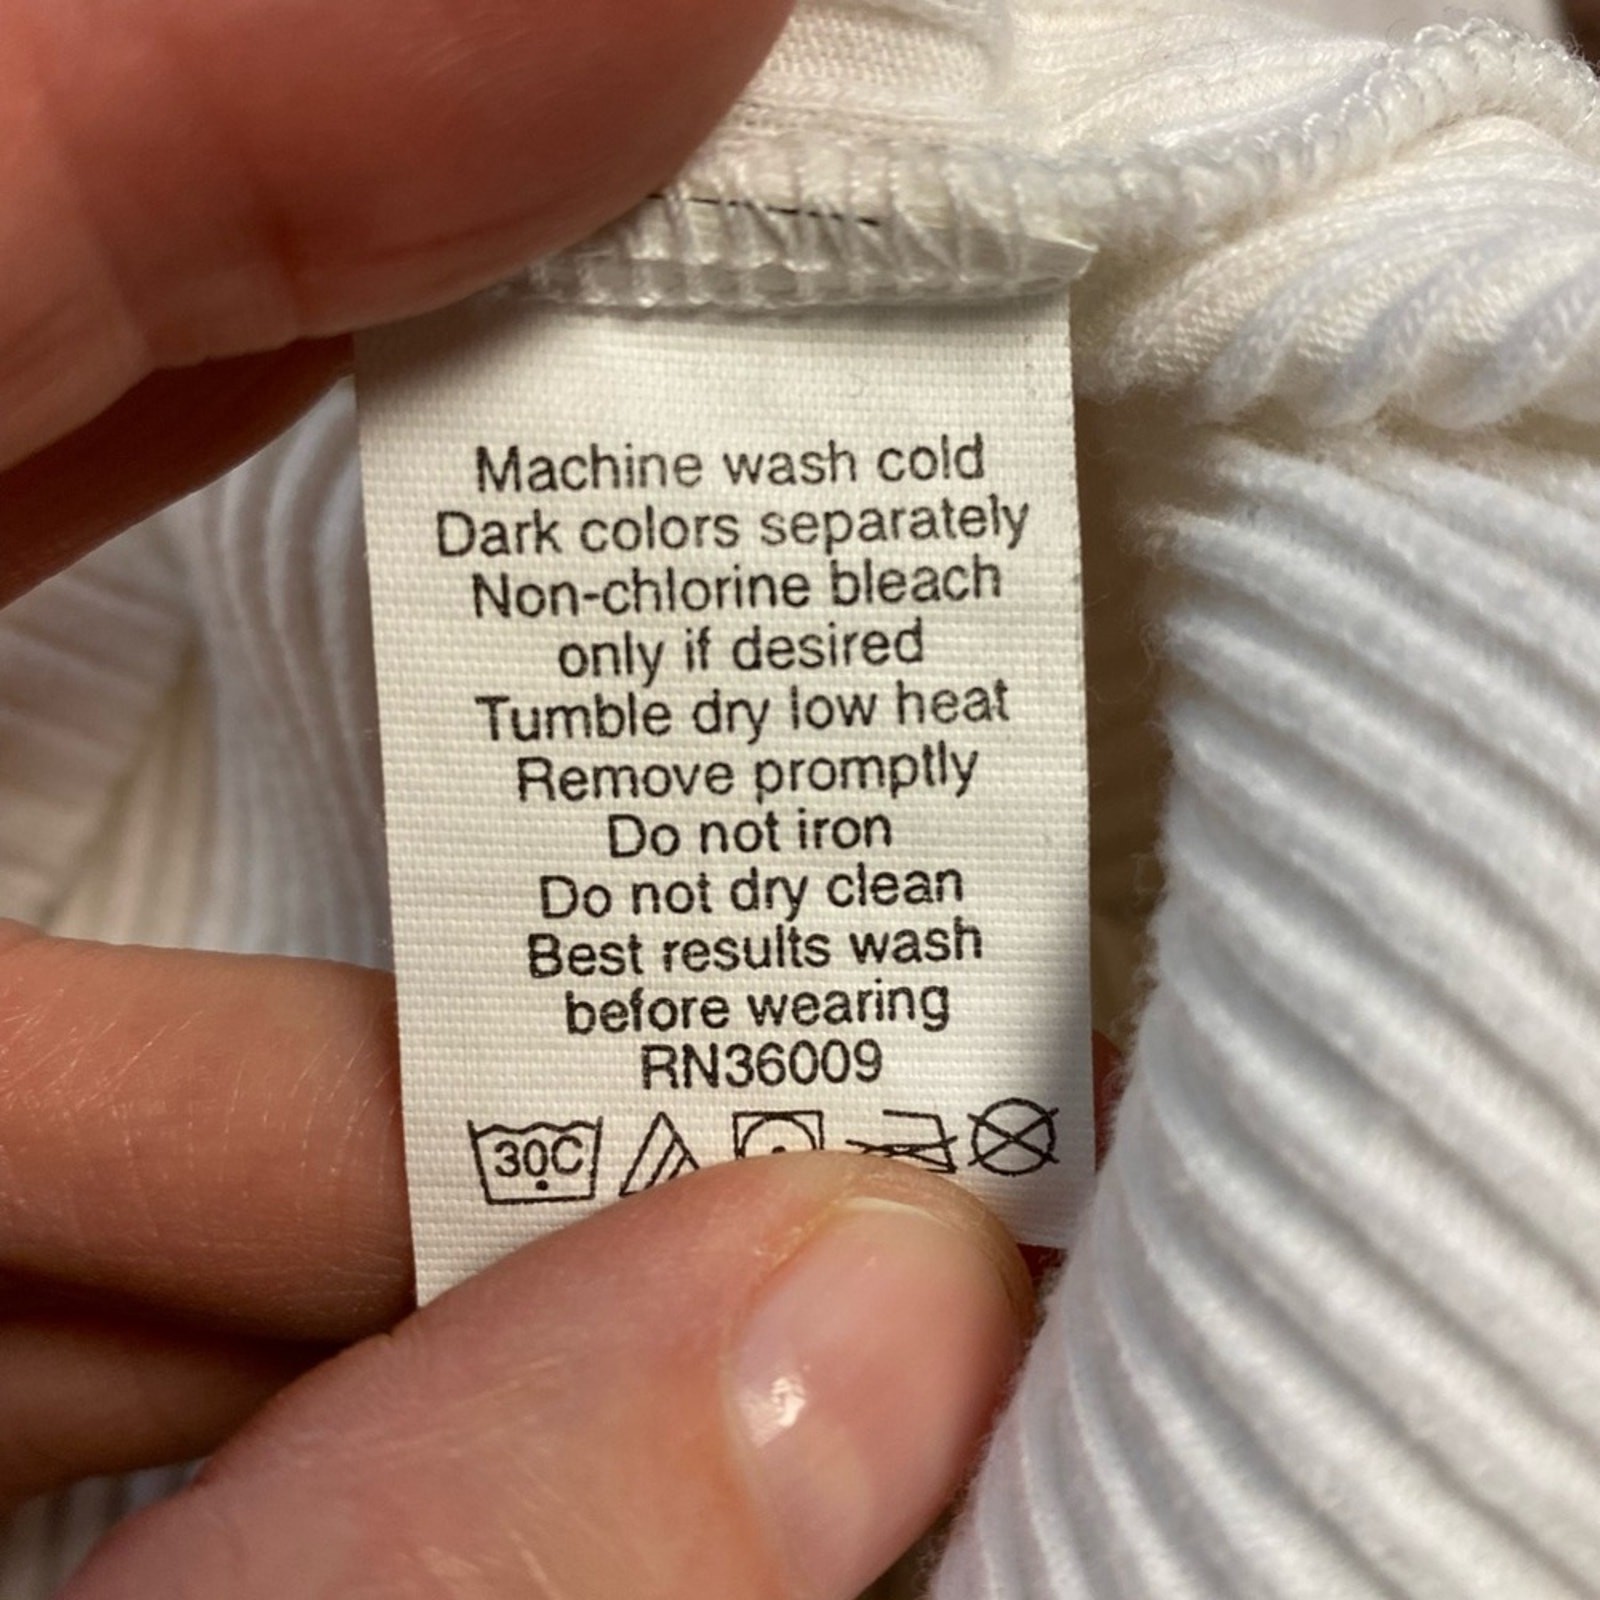 Machine wash cold
Dark colors separately
Non-chlorine bleach
only if desired
Tumble dry low heat
Remove promptly
Do not iron
Do not dry clean
Best results wash
before wearing
RN36009
30C